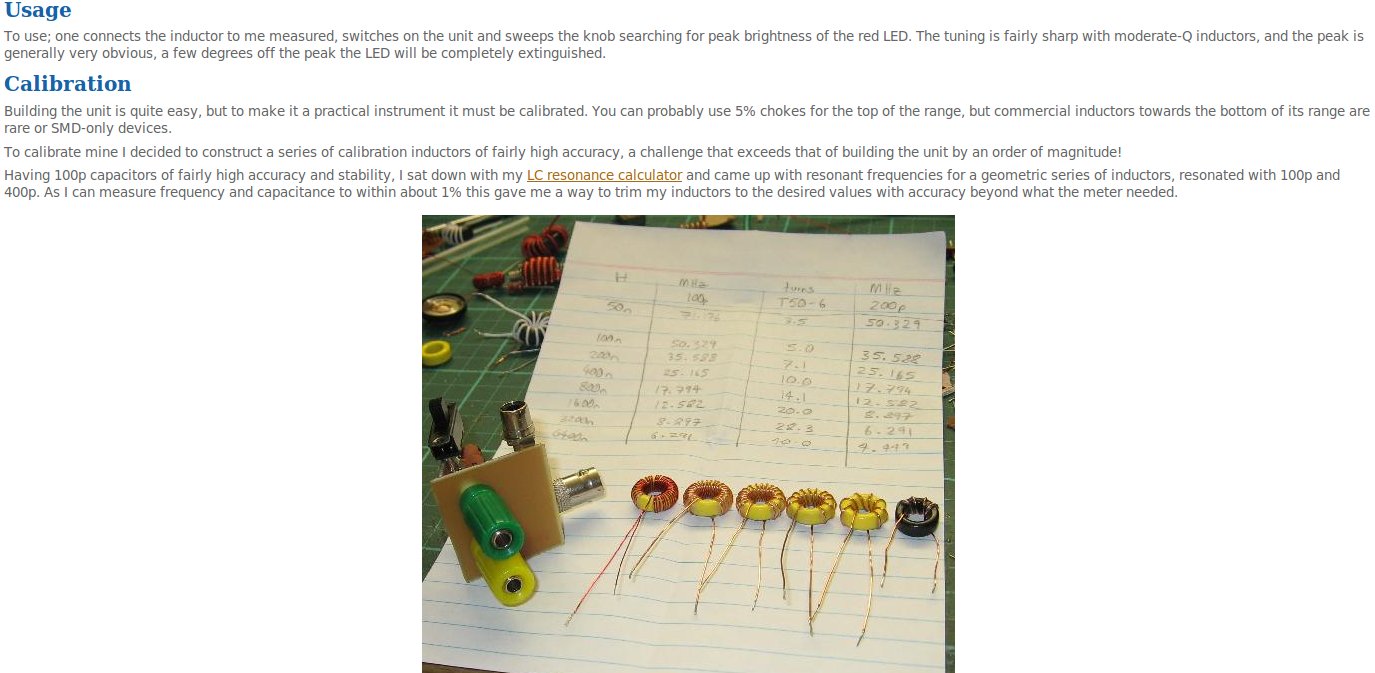 Usage
To use; one connects the inductor to me measured, switches on the unit and sweeps the knob searching for peak brightness of the red LED. The tuning is fairly sharp with moderate-Q inductors, and the peak is
generally very obvious, a few degrees off the peak the LED will be completely extinguished.
Calibration
Building the unit is quite easy, but to make it a practical instrument it must be calibrated. You can probably use 5% chokes for the top of the range, but commercial inductors towards the bottom of its range are
rare or SMD-only devices.
To calibrate mine I decided to construct a series of calibration inductors of fairly high accuracy, a challenge that exceeds that of building the unit by an order of magnitude!
Having 100p capacitors of fairly high accuracy and stability, I sat down with my LC resonance calculator and came up with resonant frequencies for a geometric series of inductors, resonated with 100p and
400p. As I can measure frequency and capacitance to within about 1% this gave me a way to trim my inductors to the desired values with accuracy beyond what the meter needed.
H MHz turns MHz
100p T50-6 200p
50n 3.5 50.329
100n 50.329 5.0 35.588
200n 35.588 7.1 25.165
400n 25.165 10.0 17.794
800n 17.794 14.1 12.582
1600n 12.582 20.0 8.897
8.897 28.3 6.291
6.291 4.449